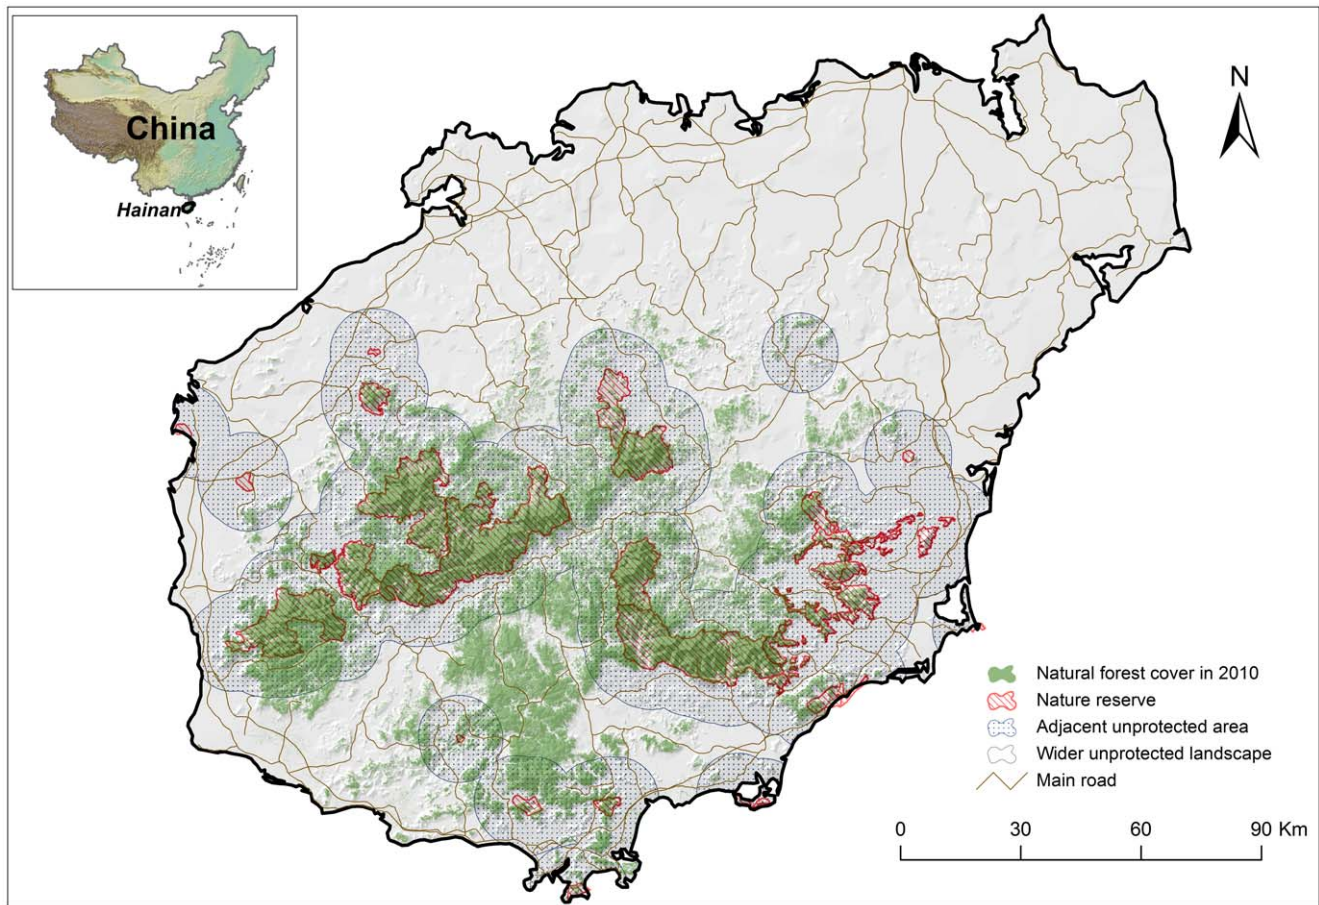 China
Hainan
N
Natural forest cover in 2010
Nature reserve
Adjacent unprotected area
Wider unprotected landscape
Main road
0 30 60 90 Km